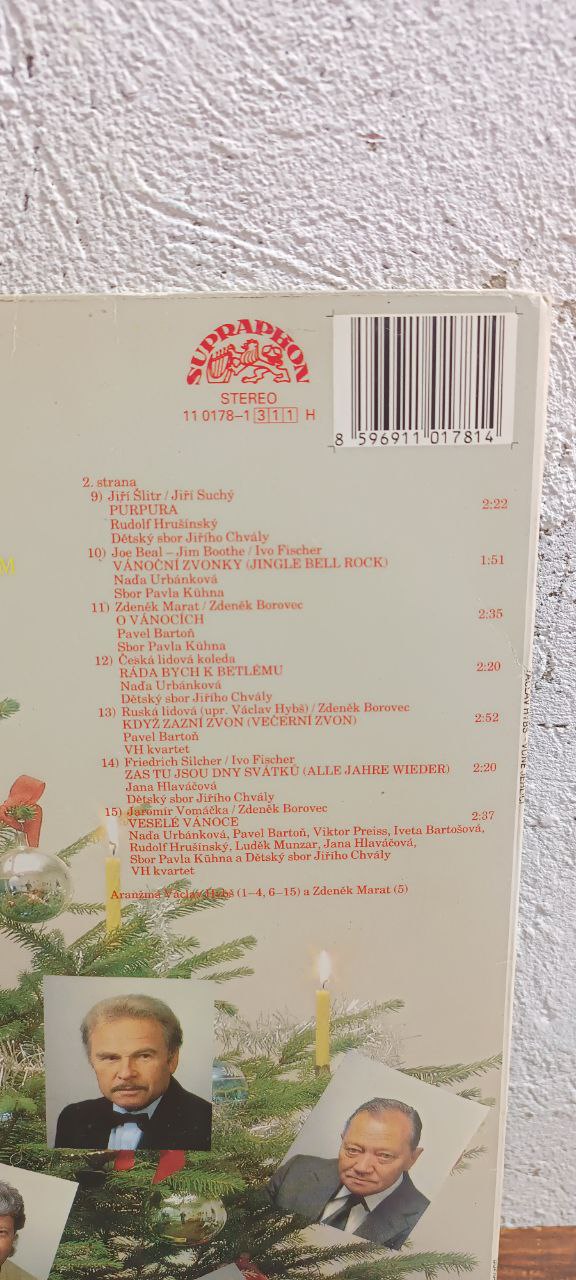 SUPRAPHON
STEREO
11 0178–1 311 H
8 596911 017814
2. strana
9) Jiří Šlitr / Jiří Suchý
PURPURA 2:22
Rudolf Hrušínský
Dětský sbor Jiřího Chvály
10) Joe Beal – Jim Boothe / Ivo Fischer
VÁNOČNÍ ZVONKY (JINGLE BELL ROCK) 1:51
Naďa Urbánková
Sbor Pavla Kühna
11) Zdeněk Marat / Zdeněk Borovec
O VÁNOCÍCH 2:35
Pavel Bartoň
Sbor Pavla Kühna
12) Česká lidová koleda
RÁDA BYCH K BETLÉMU 2:20
Naďa Urbánková
Dětský sbor Jiřího Chvály
13) Ruská lidová (upr. Václav Hybš) / Zdeněk Borovec
KDYŽ ZAZNÍ ZVON (VEČERNÍ ZVON) 2:52
Pavel Bartoň
VH kvartet
14) Friedrich Silcher / Ivo Fischer
ZAS TU JSOU DNY SVÁTKŮ (ALLE JAHRE WIEDER) 2:20
Jana Hlaváčová
Dětský sbor Jiřího Chvály
15) Jaromír Vomáčka / Zdeněk Borovec
VESELÉ VÁNOCE 2:37
Naďa Urbánková, Pavel Bartoň, Viktor Preiss, Iveta Bartošová,
Rudolf Hrušínský, Luděk Munzar, Jana Hlaváčová,
Sbor Pavla Kühna a Dětský sbor Jiřího Chvály
VH kvartet
Aranžmá Václav Hybš (1–4, 6–15) a Zdeněk Marat (5)
M
VÁCLAV HYBŠ